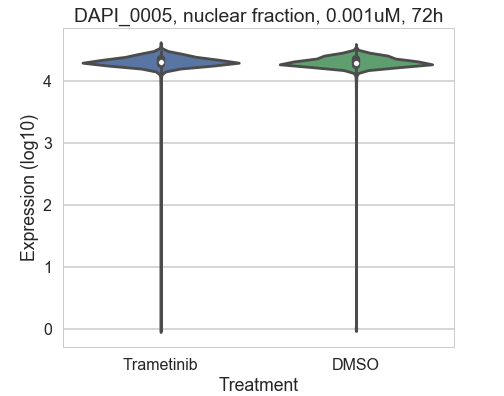 DAPI_0005, nuclear fraction, 0.001uM, 72h
Expression (log10)
4
3
2
1
0
Trametinib
DMSO
Treatment